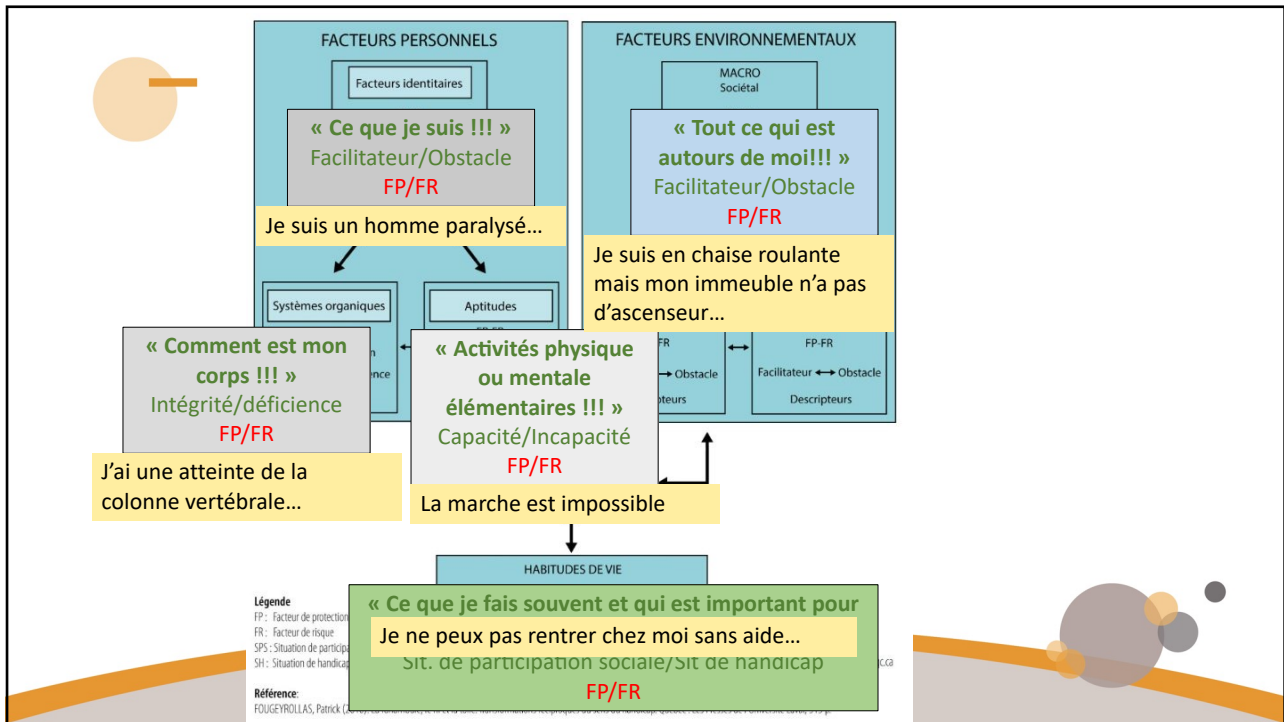 FACTEURS PERSONNELS
Facteurs identitaires
« Ce que je suis !!! »
Facilitateur/Obstacle
FP/FR
Je suis un homme paralysé…
FACTEURS ENVIRONNEMENTAUX
MACRO
Sociétal
« Tout ce qui est
autours de moi!!! »
Facilitateur/Obstacle
FP/FR
Je suis en chaise roulante
mais mon immeuble n’a pas
d’ascenseur…
Systèmes organiques
« Comment est mon
corps !!! »
Intégrité/déficience
FP/FR
J’ai une atteinte de la
colonne vertébrale…
Aptitudes
« Activités physique
ou mentale
élémentaires !!! »
Capacité/Incapacité
FP/FR
La marche est impossible
FR
Obstacle
FP-FR
Facilitateur Obstacle
Descripteurs
HABITUDES DE VIE
« Ce que je fais souvent et qui est important pour
Je ne peux pas rentrer chez moi sans aide…
Sit. de participation sociale/Sit de handicap
FP/FR
Légende
FP : Facteur de protection
FR : Facteur de risque
SPS : Situation de
SH : Situation de handicap
Référence:
FOUGEYROLLAS, Patrick